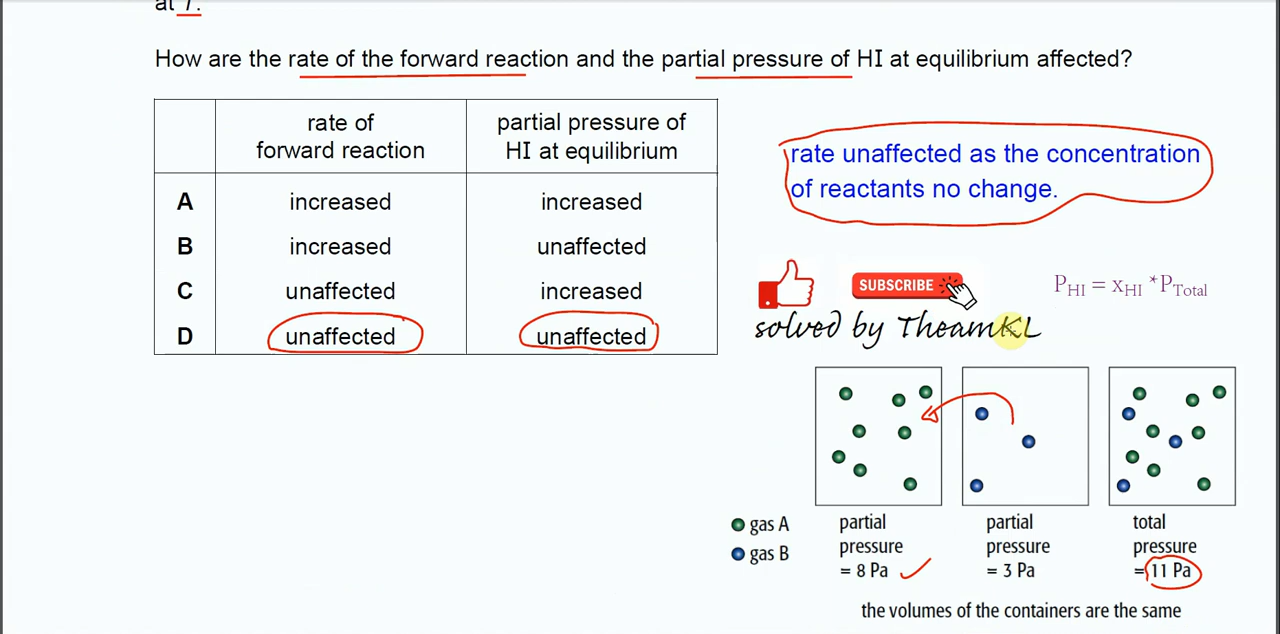 at T.
How are the rate of the forward reaction and the partial pressure of HI at equilibrium affected?
rate of forward reaction
partial pressure of HI at equilibrium
A increased increased
B increased unaffected
C unaffected increased
D unaffected unaffected
rate unaffected as the concentration
of reactants no change.
SUBSCRIBE
P_HI = x_HI *P_Total
solved by TheamKL
gas A
gas B
partial
pressure
= 8 Pa
partial
pressure
= 3 Pa
total
pressure
= 11 Pa
the volumes of the containers are the same